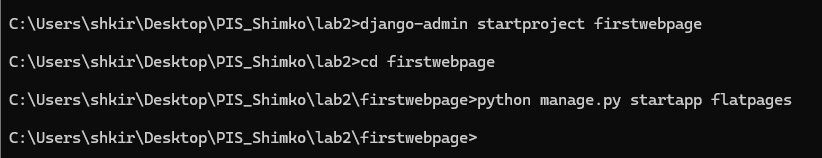 C:\Users\shkir\Desktop\PIS_Shimko\lab2>django-admin startproject firstwebpage
C:\Users\shkir\Desktop\PIS_Shimko\lab2>cd firstwebpage
C:\Users\shkir\Desktop\PIS_Shimko\lab2\firstwebpage>python manage.py startapp flatpages
C:\Users\shkir\Desktop\PIS_Shimko\lab2\firstwebpage>